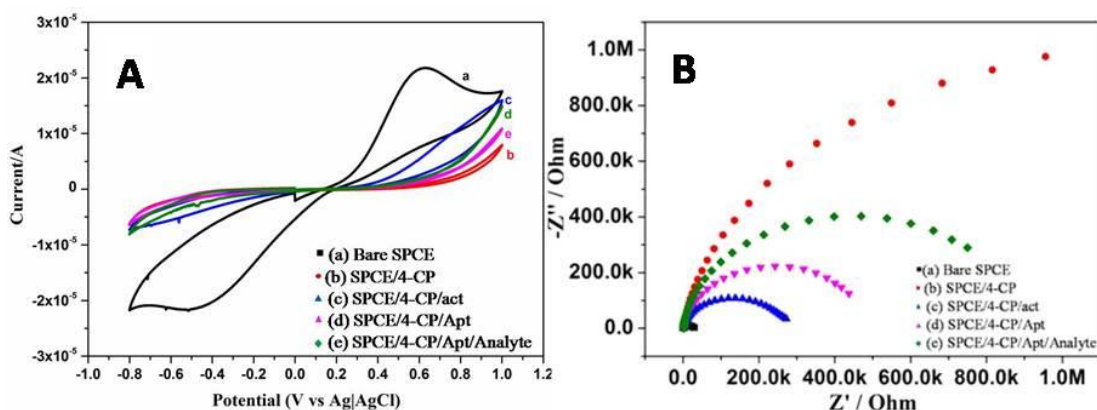 A
3x10⁻⁵
2x10⁻⁵
1x10⁻⁵
0
-1x10⁻⁵
-2x10⁻⁵
-3x10⁻⁵
Current/A
a
c
d
e
b
(a) Bare SPCE
(b) SPCE/4-CP
(c) SPCE/4-CP/act
(d) SPCE/4-CP/Apt
(e) SPCE/4-CP/Apt/Analyte
-1.0 -0.8 -0.6 -0.4 -0.2 0.0 0.2 0.4 0.6 0.8 1.0 1.2
Potential (V vs Ag|AgCl)
B
1.0M
800.0k
600.0k
400.0k
200.0k
0.0
-Z" / Ohm
(a) Bare SPCE
(b) SPCE/4-CP
(c) SPCE/4-CP/act
(d) SPCE/4-CP/Apt
(e) SPCE/4-CP/Apt/Analyte
0.0 200.0k 400.0k 600.0k 800.0k 1.0M
Z' / Ohm